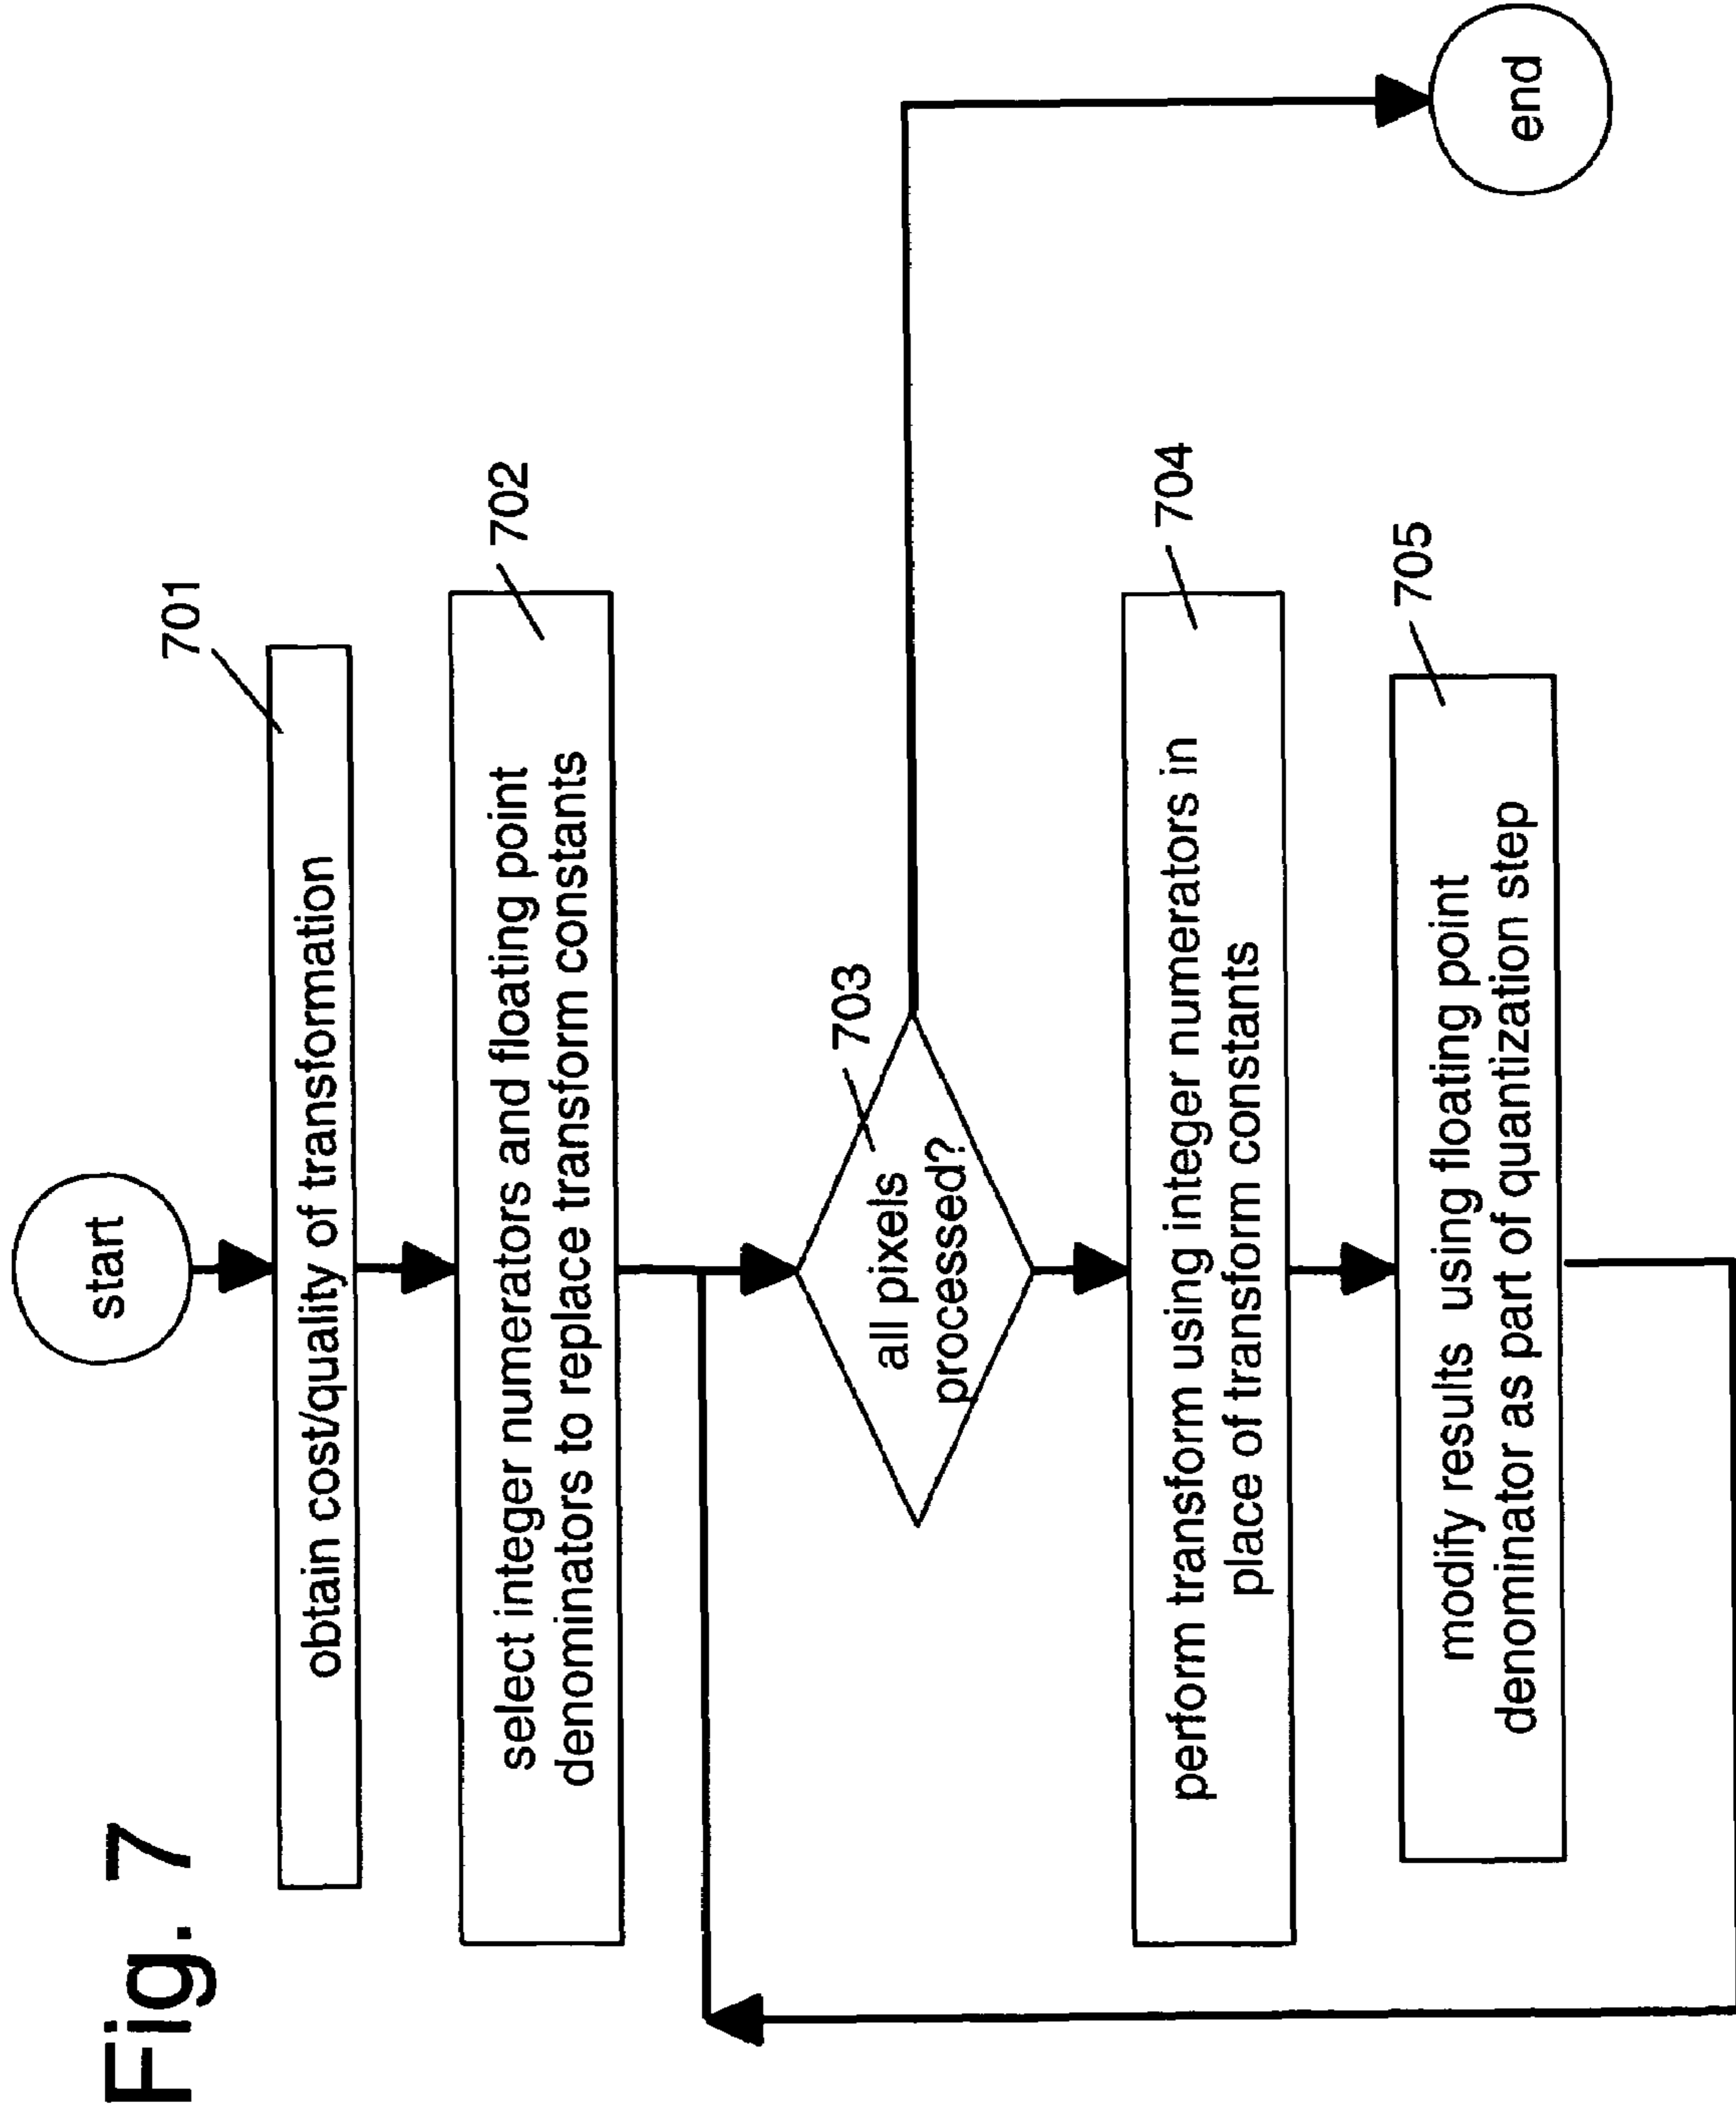 Fig. 7
start
701
obtain cost/quality of transformation
702
select integer numerators and floating point
denominators to replace transform constants
703
all pixels
processed?
704
perform transform using integer numerators in
place of transform constants
705
modify results using floating point
denominator as part of quantization step
end